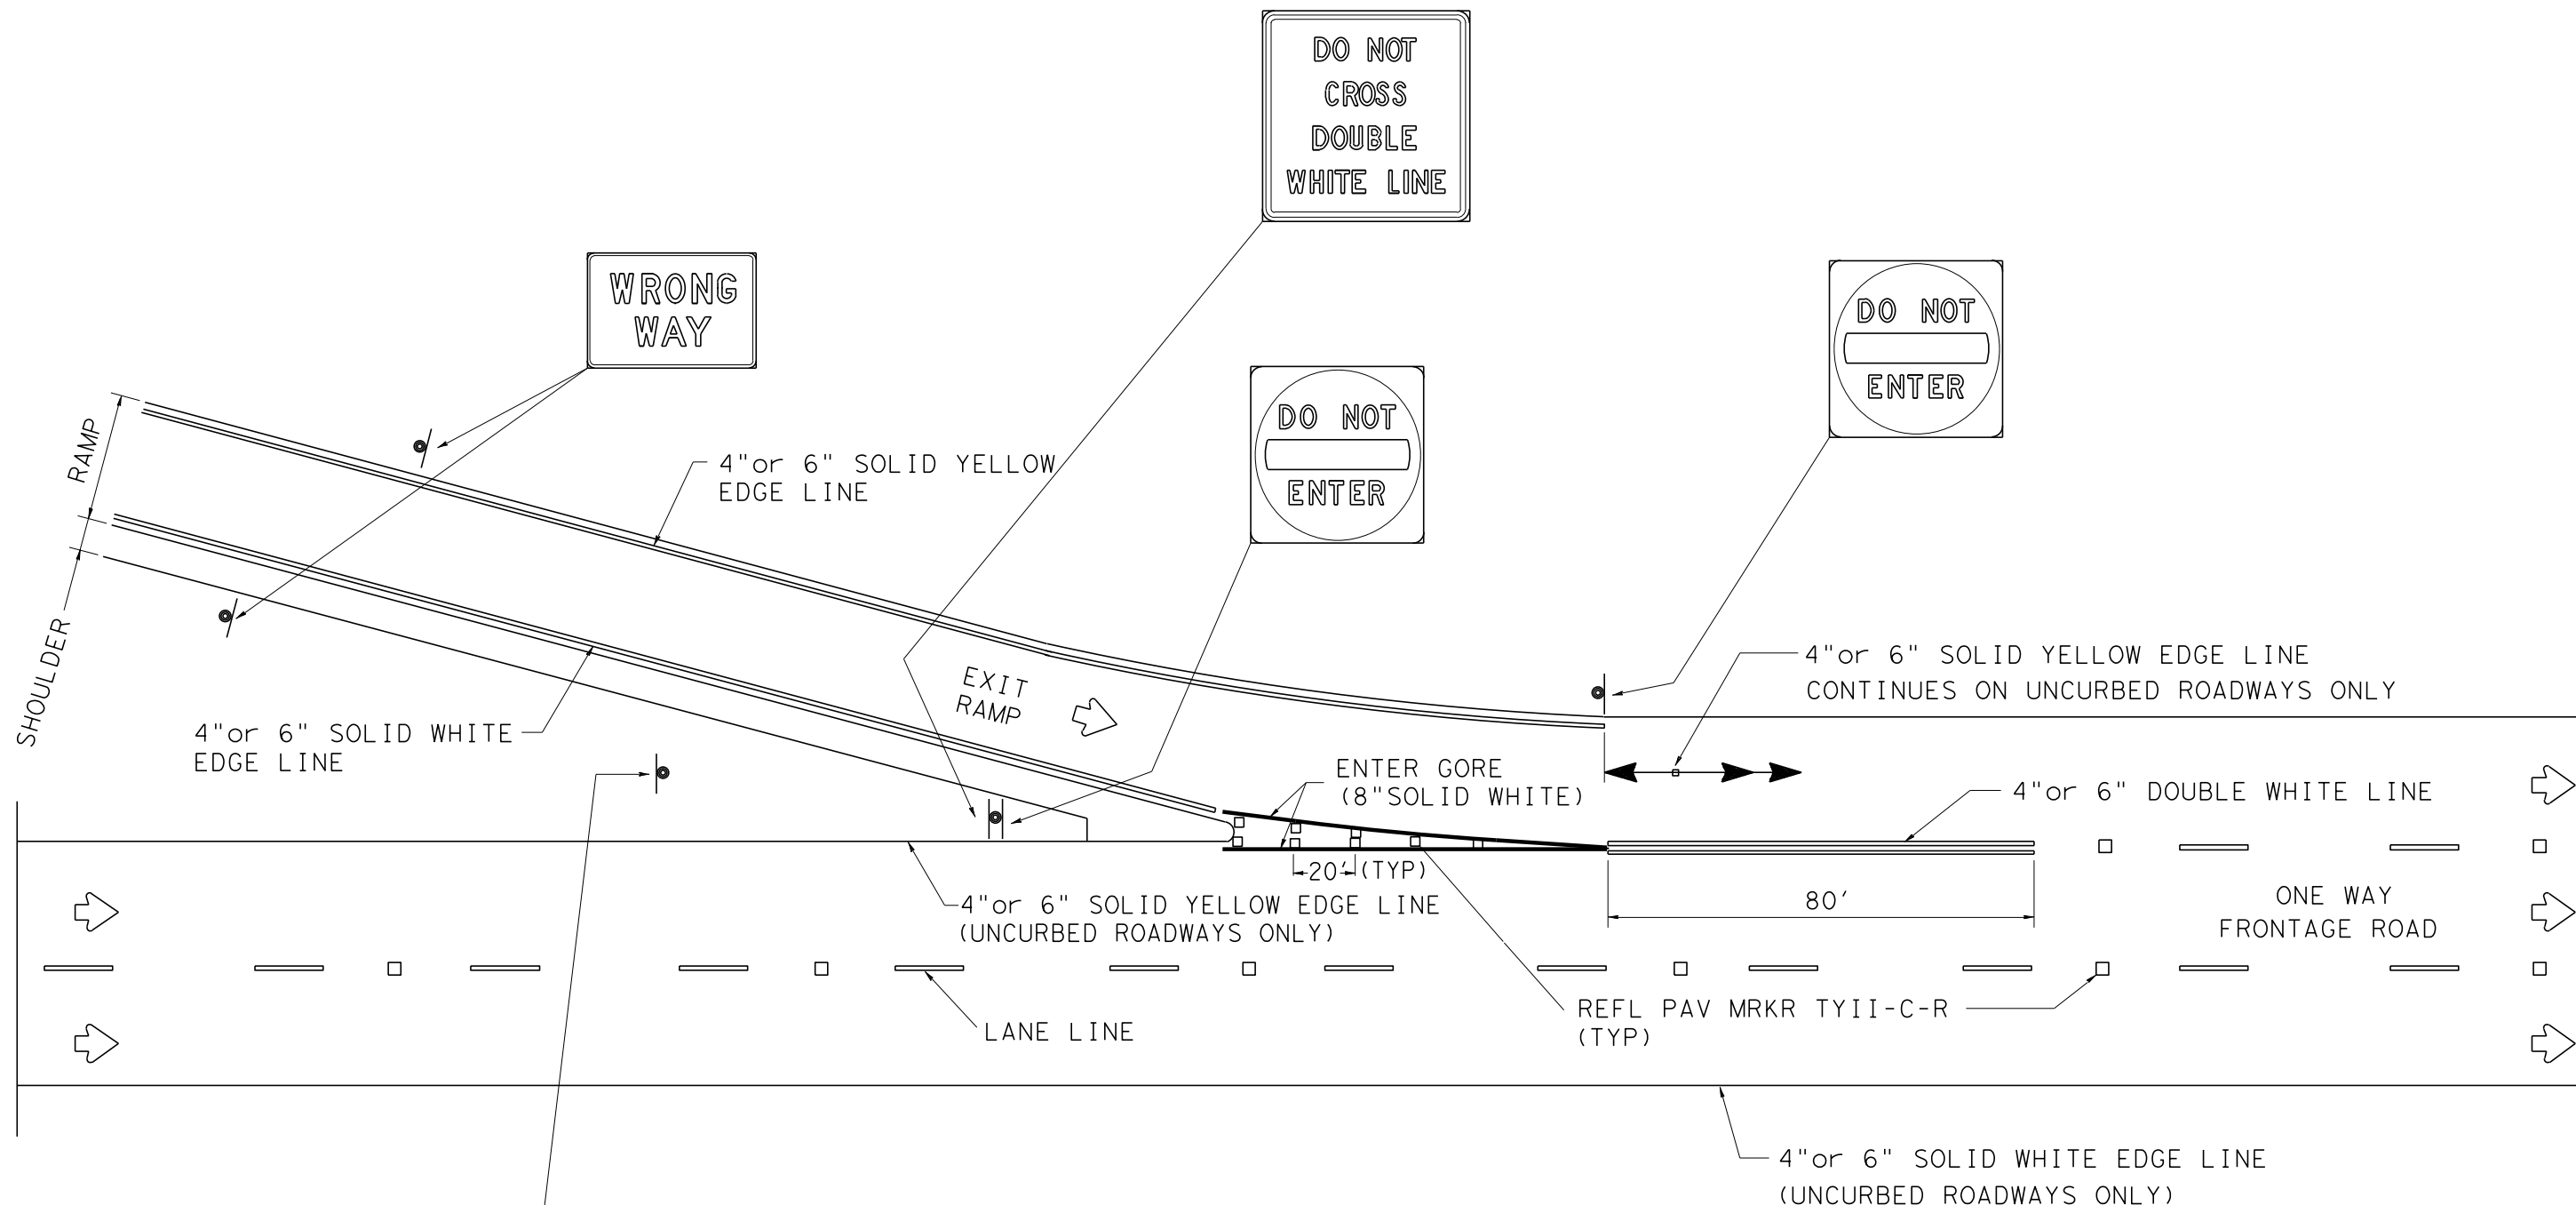 DO NOT
CROSS
DOUBLE
WHITE LINE
WRONG
WAY
DO NOT
ENTER
DO NOT
ENTER
RAMP
SHOULDER
4"or 6" SOLID YELLOW
EDGE LINE
4"or 6" SOLID WHITE
EDGE LINE
EXIT
RAMP
4"or 6" SOLID YELLOW EDGE LINE
CONTINUES ON UNCURBED ROADWAYS ONLY
ENTER GORE
(8"SOLID WHITE)
4"or 6" DOUBLE WHITE LINE
20' (TYP)
80'
4"or 6" SOLID YELLOW EDGE LINE
(UNCURBED ROADWAYS ONLY)
ONE WAY
FRONTAGE ROAD
LANE LINE
REFL PAV MRKR TYII-C-R
(TYP)
4"or 6" SOLID WHITE EDGE LINE
(UNCURBED ROADWAYS ONLY)